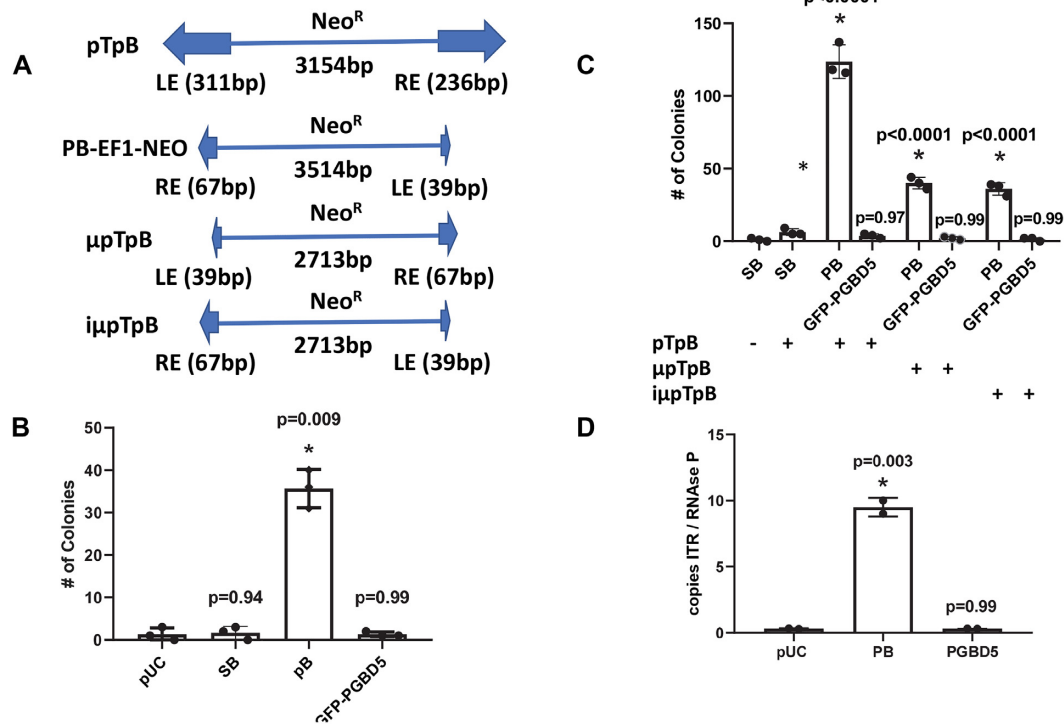 A
pTpB
Neo^R
3154bp
LE (311bp)
RE (236bp)
PB-EF1-NEO
Neo^R
3514bp
RE (67bp)
LE (39bp)
µpTpB
Neo^R
2713bp
LE (39bp)
RE (67bp)
iµpTpB
Neo^R
2713bp
RE (67bp)
LE (39bp)
B
# of Colonies
50
40
30
20
10
0
p=0.94
p=0.009
*
p=0.99
pUC
SB
pB
GFP-PGBD5
C
# of Colonies
150
100
50
0
*
*
p=0.97
p<0.0001
*
p=0.99
p<0.0001
*
p=0.99
SB
SB
PB
GFP-PGBD5
PB
GFP-PGBD5
PB
GFP-PGBD5
pTpB - + + +
µpTpB + +
iµpTpB + +
D
copies ITR / RNAse P
15
10
5
0
p=0.003
*
p=0.99
pUC
PB
PGBD5